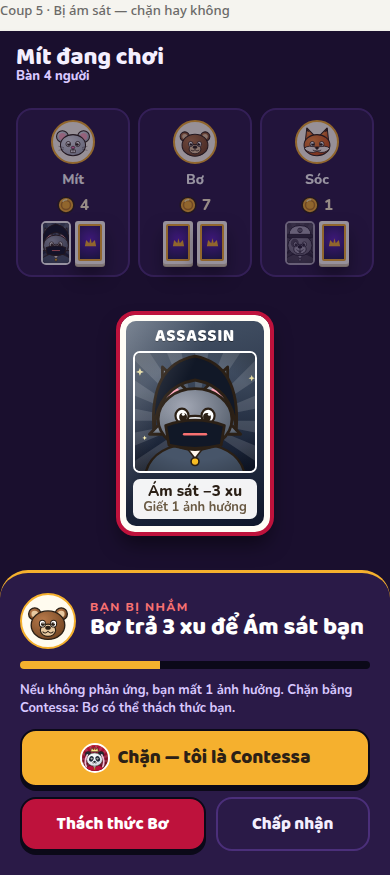 Coup 5 · Bị ám sát — chặn hay không
Mít đang chơi
Bàn 4 người
Mít
Bơ
Sóc
4
7
1
ASSASSIN
Ám sát –3 xu
Giết 1 ảnh hưởng
BẠN BỊ NHẮM
Bơ trả 3 xu để Ám sát bạn
Nếu không phản ứng, bạn mất 1 ảnh hưởng. Chặn bằng
Contessa: Bơ có thể thách thức bạn.
Chặn — tôi là Contessa
Thách thức Bơ
Chấp nhận